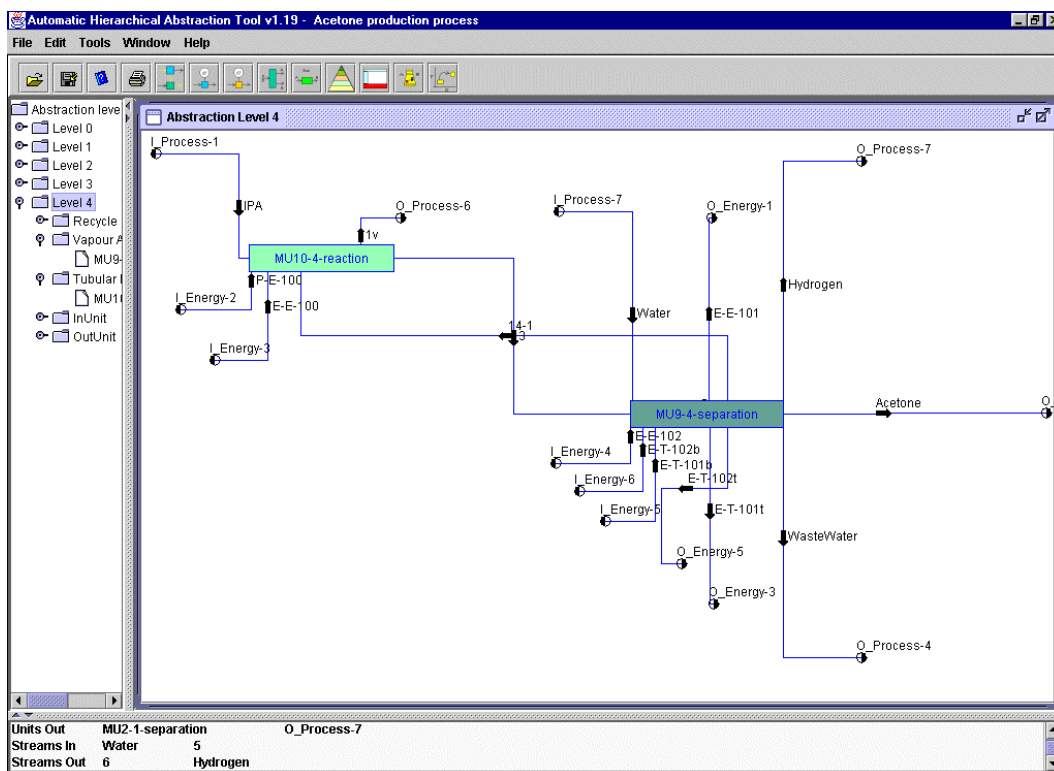 Automatic Hierarchical Abstraction Tool v1.19 - Acetone production process
File Edit Tools Window Help
Abstraction leve
Level 0
Level 1
Level 2
Level 3
Level 4
Recycle
Vapour A
MU9-
Tubular
MU1
InUnit
OutUnit
Abstraction Level 4
I_Process-1
O_Process-7
IPA
I_Process-7
O_Process-6
O_Energy-1
1v
MU10-4-reaction
P-E-100
Hydrogen
I_Energy-2
E-E-100
Water
E-E-101
14-1
3
I_Energy-3
Acetone
O_
MU9-4-separation
E-E-102
I_Energy-4
E-T-102b
E-T-101b
I_Energy-6
E-T-102t
I_Energy-5
E-T-101t
WasteWater
O_Energy-5
O_Energy-3
O_Process-4
Units Out MU2-1-separation O_Process-7
Streams In Water 5
Streams Out 6 Hydrogen